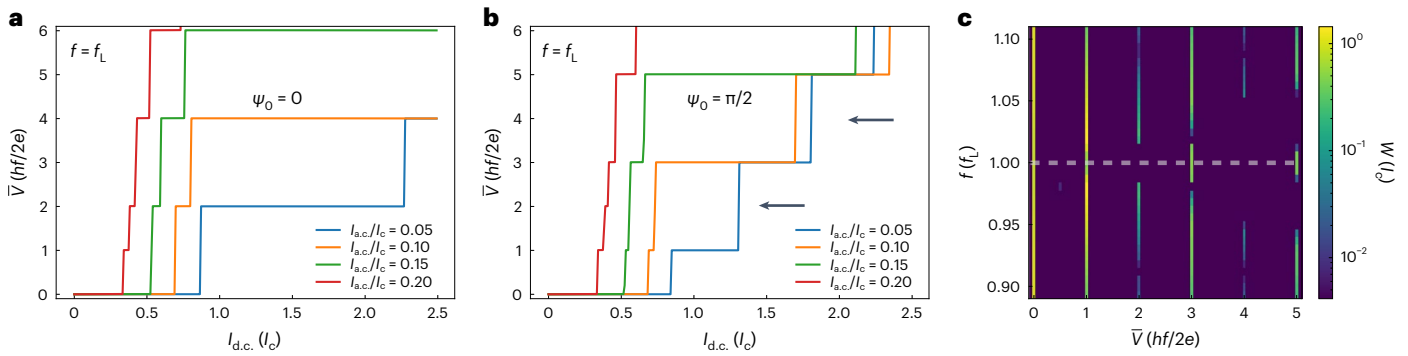 a
f = f_L
ψ_0 = 0
V̄ (hf/2e)
6
5
4
3
2
1
0
I_a.c./I_c = 0.05
I_a.c./I_c = 0.10
I_a.c./I_c = 0.15
I_a.c./I_c = 0.20
0 0.5 1.0 1.5 2.0 2.5
I_d.c. (I_c)
b
f = f_L
ψ_0 = π/2
V̄ (hf/2e)
6
5
4
3
2
1
0
I_a.c./I_c = 0.05
I_a.c./I_c = 0.10
I_a.c./I_c = 0.15
I_a.c./I_c = 0.20
0 0.5 1.0 1.5 2.0 2.5
I_d.c. (I_c)
c
f (f_L)
1.10
1.05
1.00
0.95
0.90
0 1 2 3 4 5
V̄ (hf/2e)
10^0
10^−1
10^−2
W (I_c)